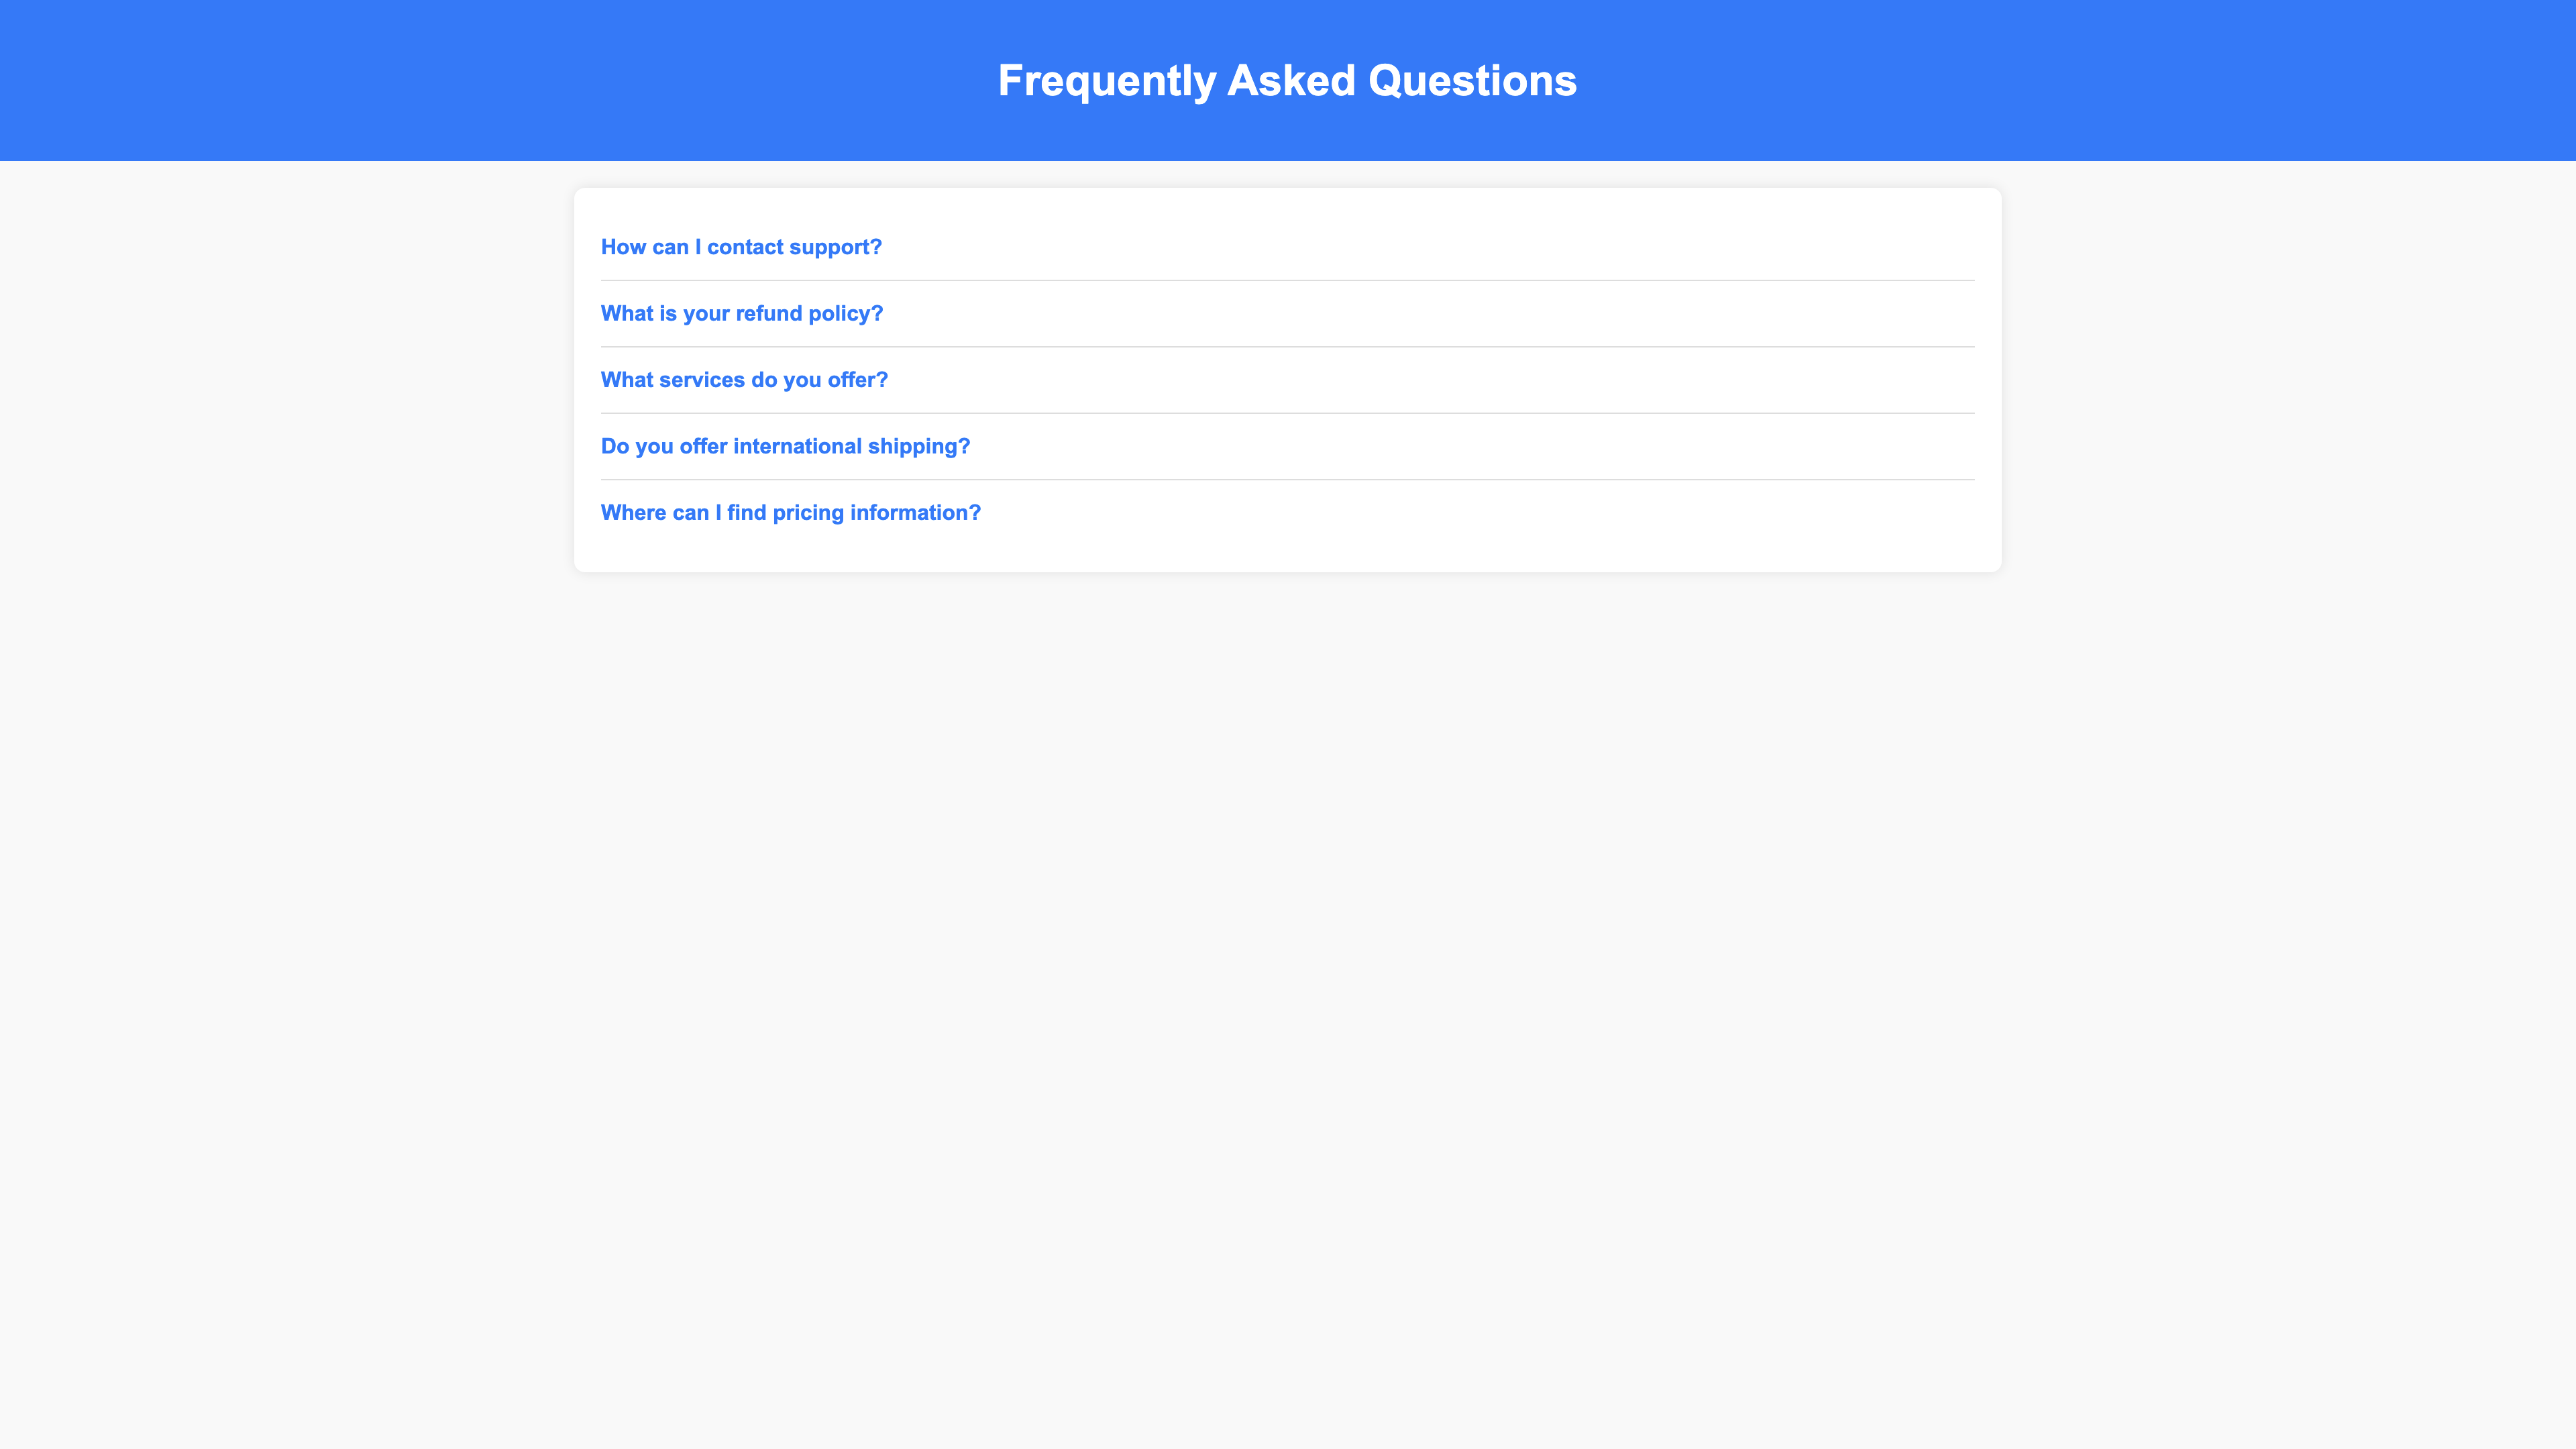 Frequently Asked Questions
How can I contact support?
What is your refund policy?
What services do you offer?
Do you offer international shipping?
Where can I find pricing information?